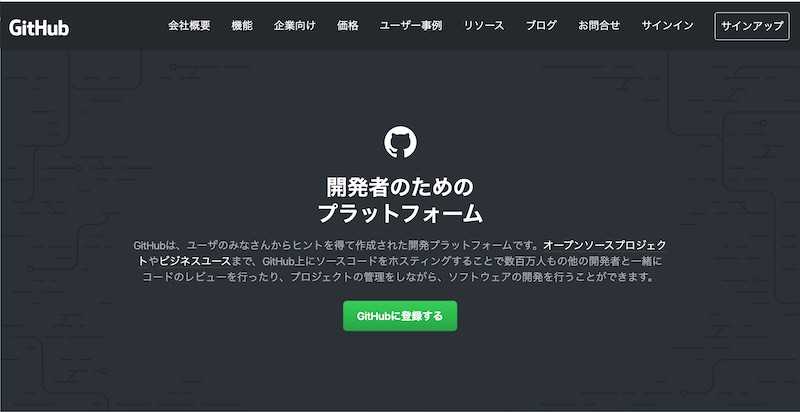 GitHub
会社概要 機能 企業向け 価格 ユーザー事例 リソース ブログ お問合せ サインイン サインアップ
開発者のための
プラットフォーム
GitHubは、ユーザのみなさんからヒントを得て作成された開発プラットフォームです。オープンソースプロジェク
トやビジネスユースまで、GitHub上にソースコードをホスティングすることで数百万人もの他の開発者と一緒に
コードのレビューを行ったり、プロジェクトの管理をしながら、ソフトウェアの開発を行うことができます。
GitHubに登録する